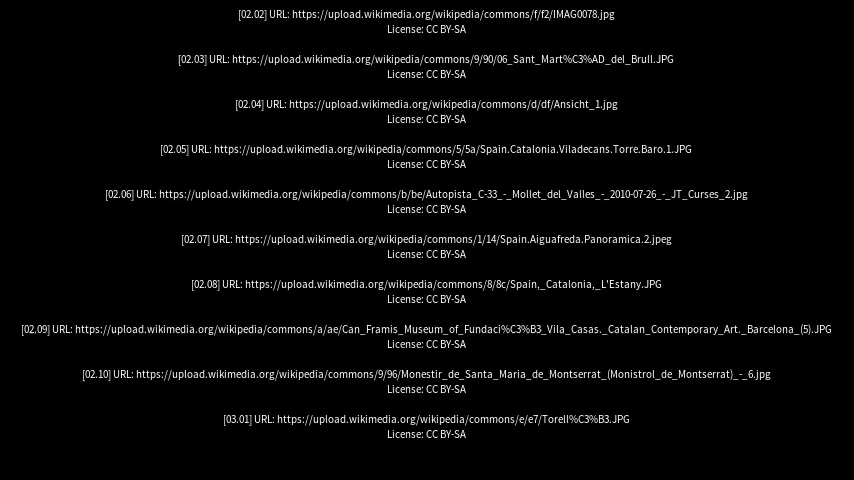 [02.02] URL: https://upload.wikimedia.org/wikipedia/commons/f/f2/IMAG0078.jpg
License: CC BY-SA
[02.03] URL: https://upload.wikimedia.org/wikipedia/commons/9/90/06_Sant_Mart%C3%AD_del_Brull.JPG
License: CC BY-SA
[02.04] URL: https://upload.wikimedia.org/wikipedia/commons/d/df/Ansicht_1.jpg
License: CC BY-SA
[02.05] URL: https://upload.wikimedia.org/wikipedia/commons/5/5a/Spain.Catalonia.Viladecans.Torre.Baro.1.JPG
License: CC BY-SA
[02.06] URL: https://upload.wikimedia.org/wikipedia/commons/b/be/Autopista_C-33_-_Mollet_del_Valles_-_2010-07-26_-_JT_Curses_2.jpg
License: CC BY-SA
[02.07] URL: https://upload.wikimedia.org/wikipedia/commons/1/14/Spain.Aiguafreda.Panoramica.2.jpeg
License: CC BY-SA
[02.08] URL: https://upload.wikimedia.org/wikipedia/commons/8/8c/Spain,_Catalonia,_L'Estany.JPG
License: CC BY-SA
[02.09] URL: https://upload.wikimedia.org/wikipedia/commons/a/ae/Can_Framis_Museum_of_Fundaci%C3%B3_Vila_Casas._Catalan_Contemporary_Art._Barcelona_(5).JPG
License: CC BY-SA
[02.10] URL: https://upload.wikimedia.org/wikipedia/commons/9/96/Monestir_de_Santa_Maria_de_Montserrat_(Monistrol_de_Montserrat)_-_6.jpg
License: CC BY-SA
[03.01] URL: https://upload.wikimedia.org/wikipedia/commons/e/e7/Torell%C3%B3.JPG
License: CC BY-SA